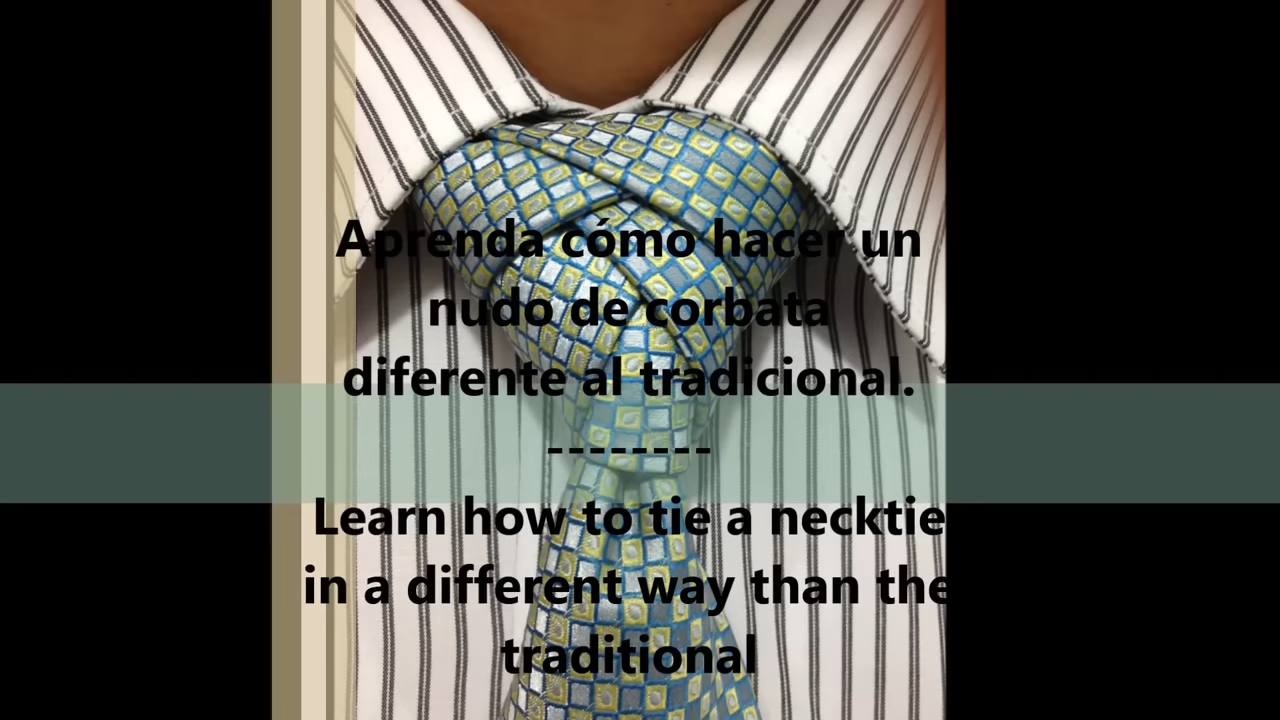 Aprenda cómo hacer un
nudo de corbata
diferente al tradicional.
--------
Learn how to tie a necktie
in a different way than the
traditional